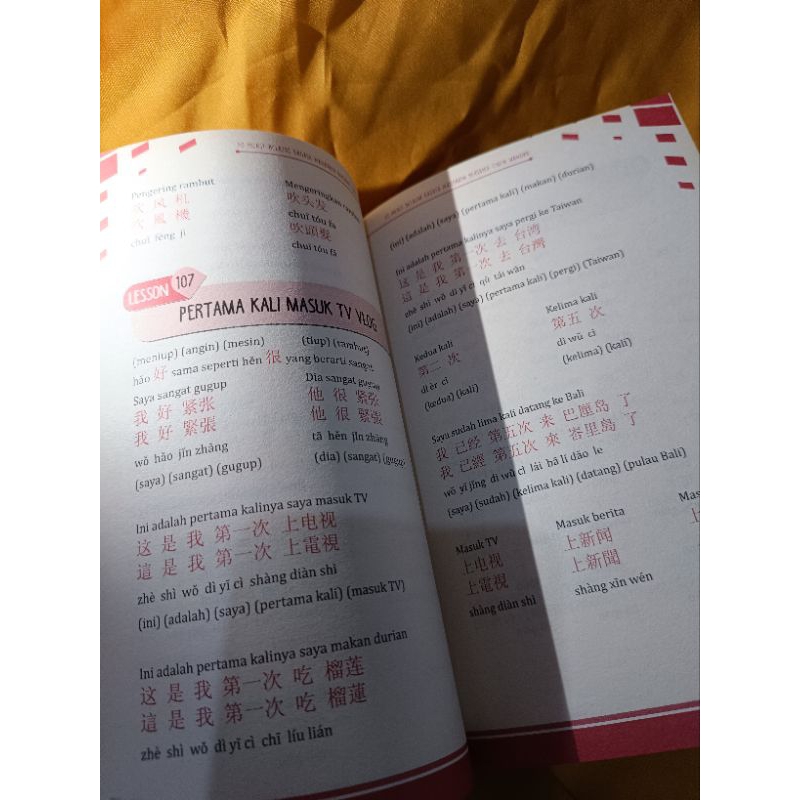 Pengering rambut
吹 风 机
吹 風 機
chuī fēng jī
Mengeringkan
吹头发
chuī tóu fà
吹頭髮
chuī tóu fǎ
LESSON 107
PERTAMA KALI MASUK TV VLOG
(meniup) (angin) (mesin)
(tiup) (rambut)
hǎo 好 sama seperti hěn 很 yang berarti sangat.
Saya sangat gugup
我 好 紧张
我 好 緊張
wǒ hǎo jǐn zhāng
(saya) (sangat) (gugup)
Dia sangat gugup
他 很 紧张
他 很 緊張
tā hěn jǐn zhāng
(dia) (sangat) (gugup)
Ini adalah pertama kalinya saya masuk TV
这 是 我 第一次 上电视
這 是 我 第一次 上電視
zhè shì wǒ dì yī cì shàng diàn shì
(ini) (adalah) (saya) (pertama kali) (masuk TV)
Ini adalah pertama kalinya saya makan durian
这 是 我 第一次 吃 榴莲
這 是 我 第一次 吃 榴蓮
zhè shì wǒ dì yī cì chī líu lián
(ini) (adalah) (saya) (pertama kali) (makan) (durian)
Ini adalah pertama kalinya saya pergi ke Taiwan
这 是 我 第一次 去 台湾
這 是 我 第一次 去 台灣
zhè shì wǒ dì yī cì qù tái wān
(ini) (adalah) (saya) (pertama kali) (pergi) (Taiwan)
Kedua kali
第二 次
dì èr cì
(kedua) (kali)
Kelima kali
第五 次
dì wǔ cì
(kelima) (kali)
Saya sudah lima kali datang ke Bali
我 已经 第五次 来 巴厘岛 了
我 已經 第五次 來 峇里島 了
wǒ yǐ jīng dì wǔ cì lái bā lí dǎo le
(saya) (sudah) (kelima kali) (datang) (pulau Bali)
Masuk TV
上电视
上電視
shàng diàn shì
Masuk berita
上新闻
上新聞
shàng xīn wén